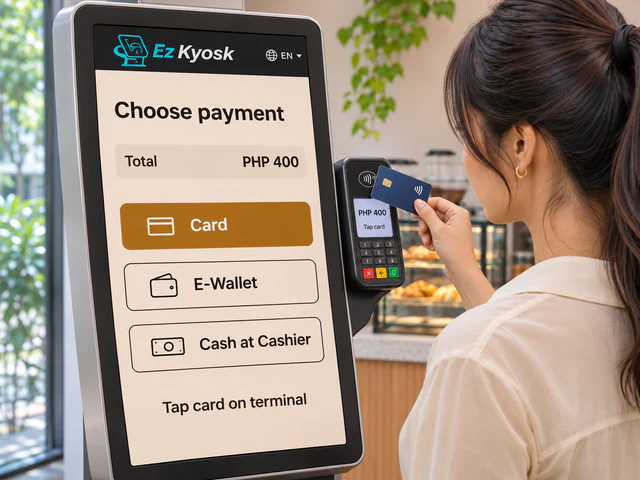 Ez Kyosk
EN
Choose payment
Total PHP 400
Card
E-Wallet
Cash at Cashier
Tap card on terminal
PHP 400
Tap card